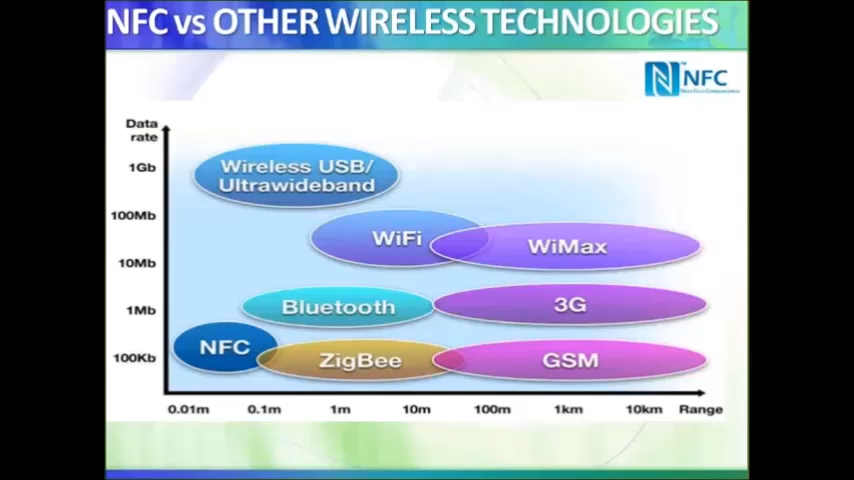 NFC vs OTHER WIRELESS TECHNOLOGIES
NFC
Data
rate
1Gb
100Mb
10Mb
1Mb
100Kb
Wireless USB/
Ultrawideband
WiFi
WiMax
Bluetooth
3G
NFC
ZigBee
GSM
0.01m 0.1m 1m 10m 100m 1km 10km Range